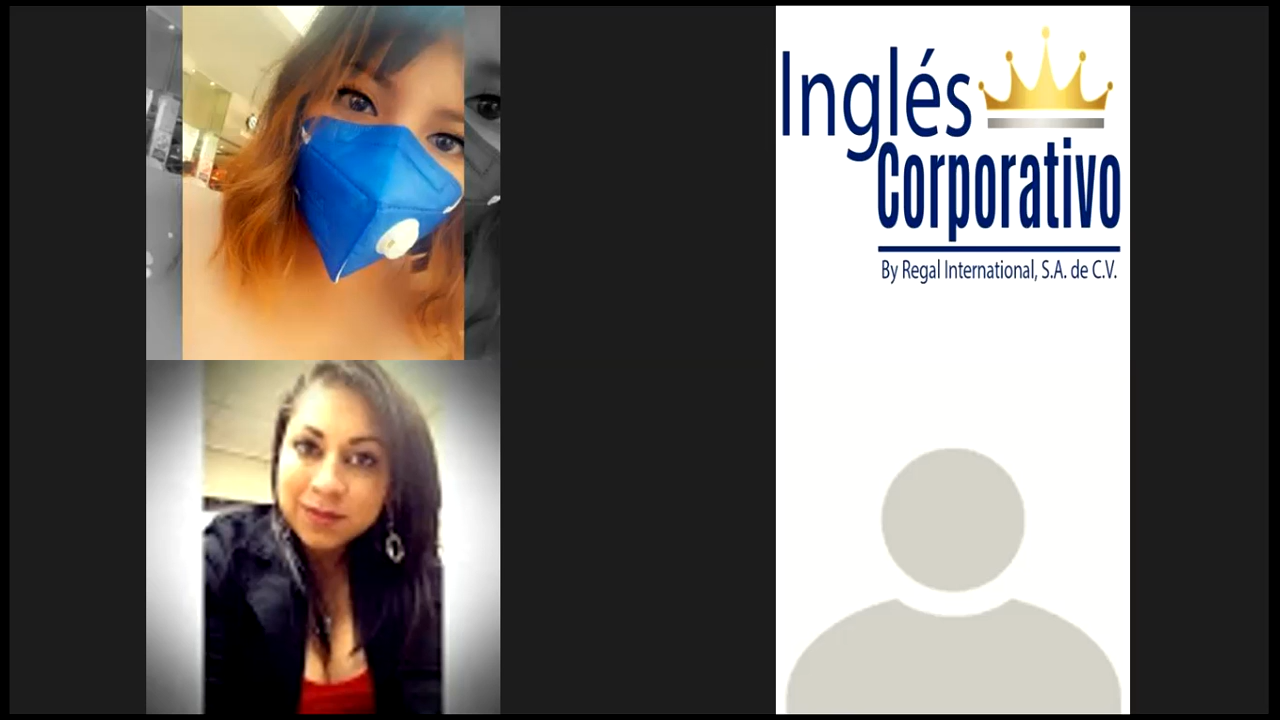 Inglés
Corporativo
By Regal International, S.A. de C.V.